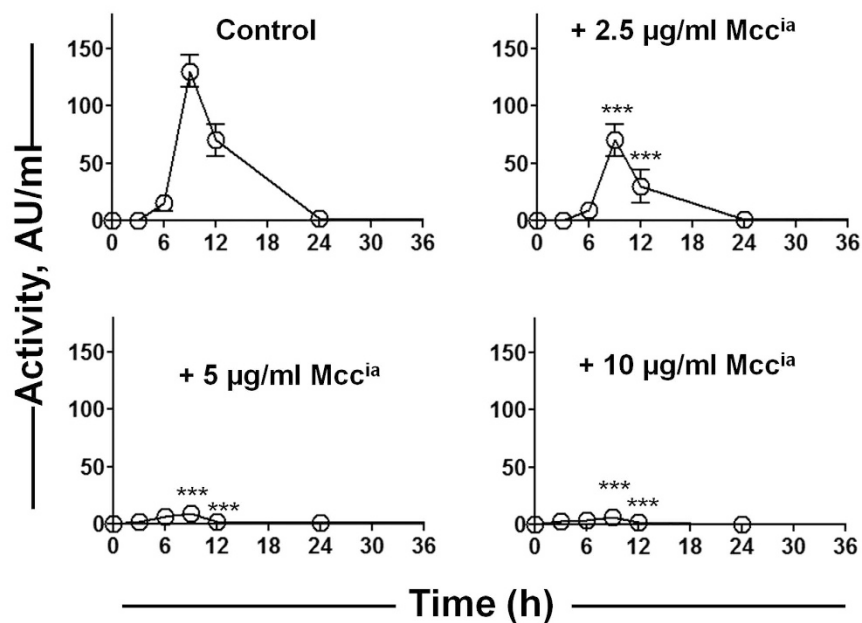 Control
150
100
50
0
0 6 12 18 24 30 36
+ 2.5 µg/ml Mccⁱᵃ
***
***
150
100
50
0
0 6 12 18 24 30 36
Activity, AU/ml
+ 5 µg/ml Mccⁱᵃ
150
100
50
0
***
***
0 6 12 18 24 30 36
+ 10 µg/ml Mccⁱᵃ
150
100
50
0
***
***
0 6 12 18 24 30 36
Time (h)